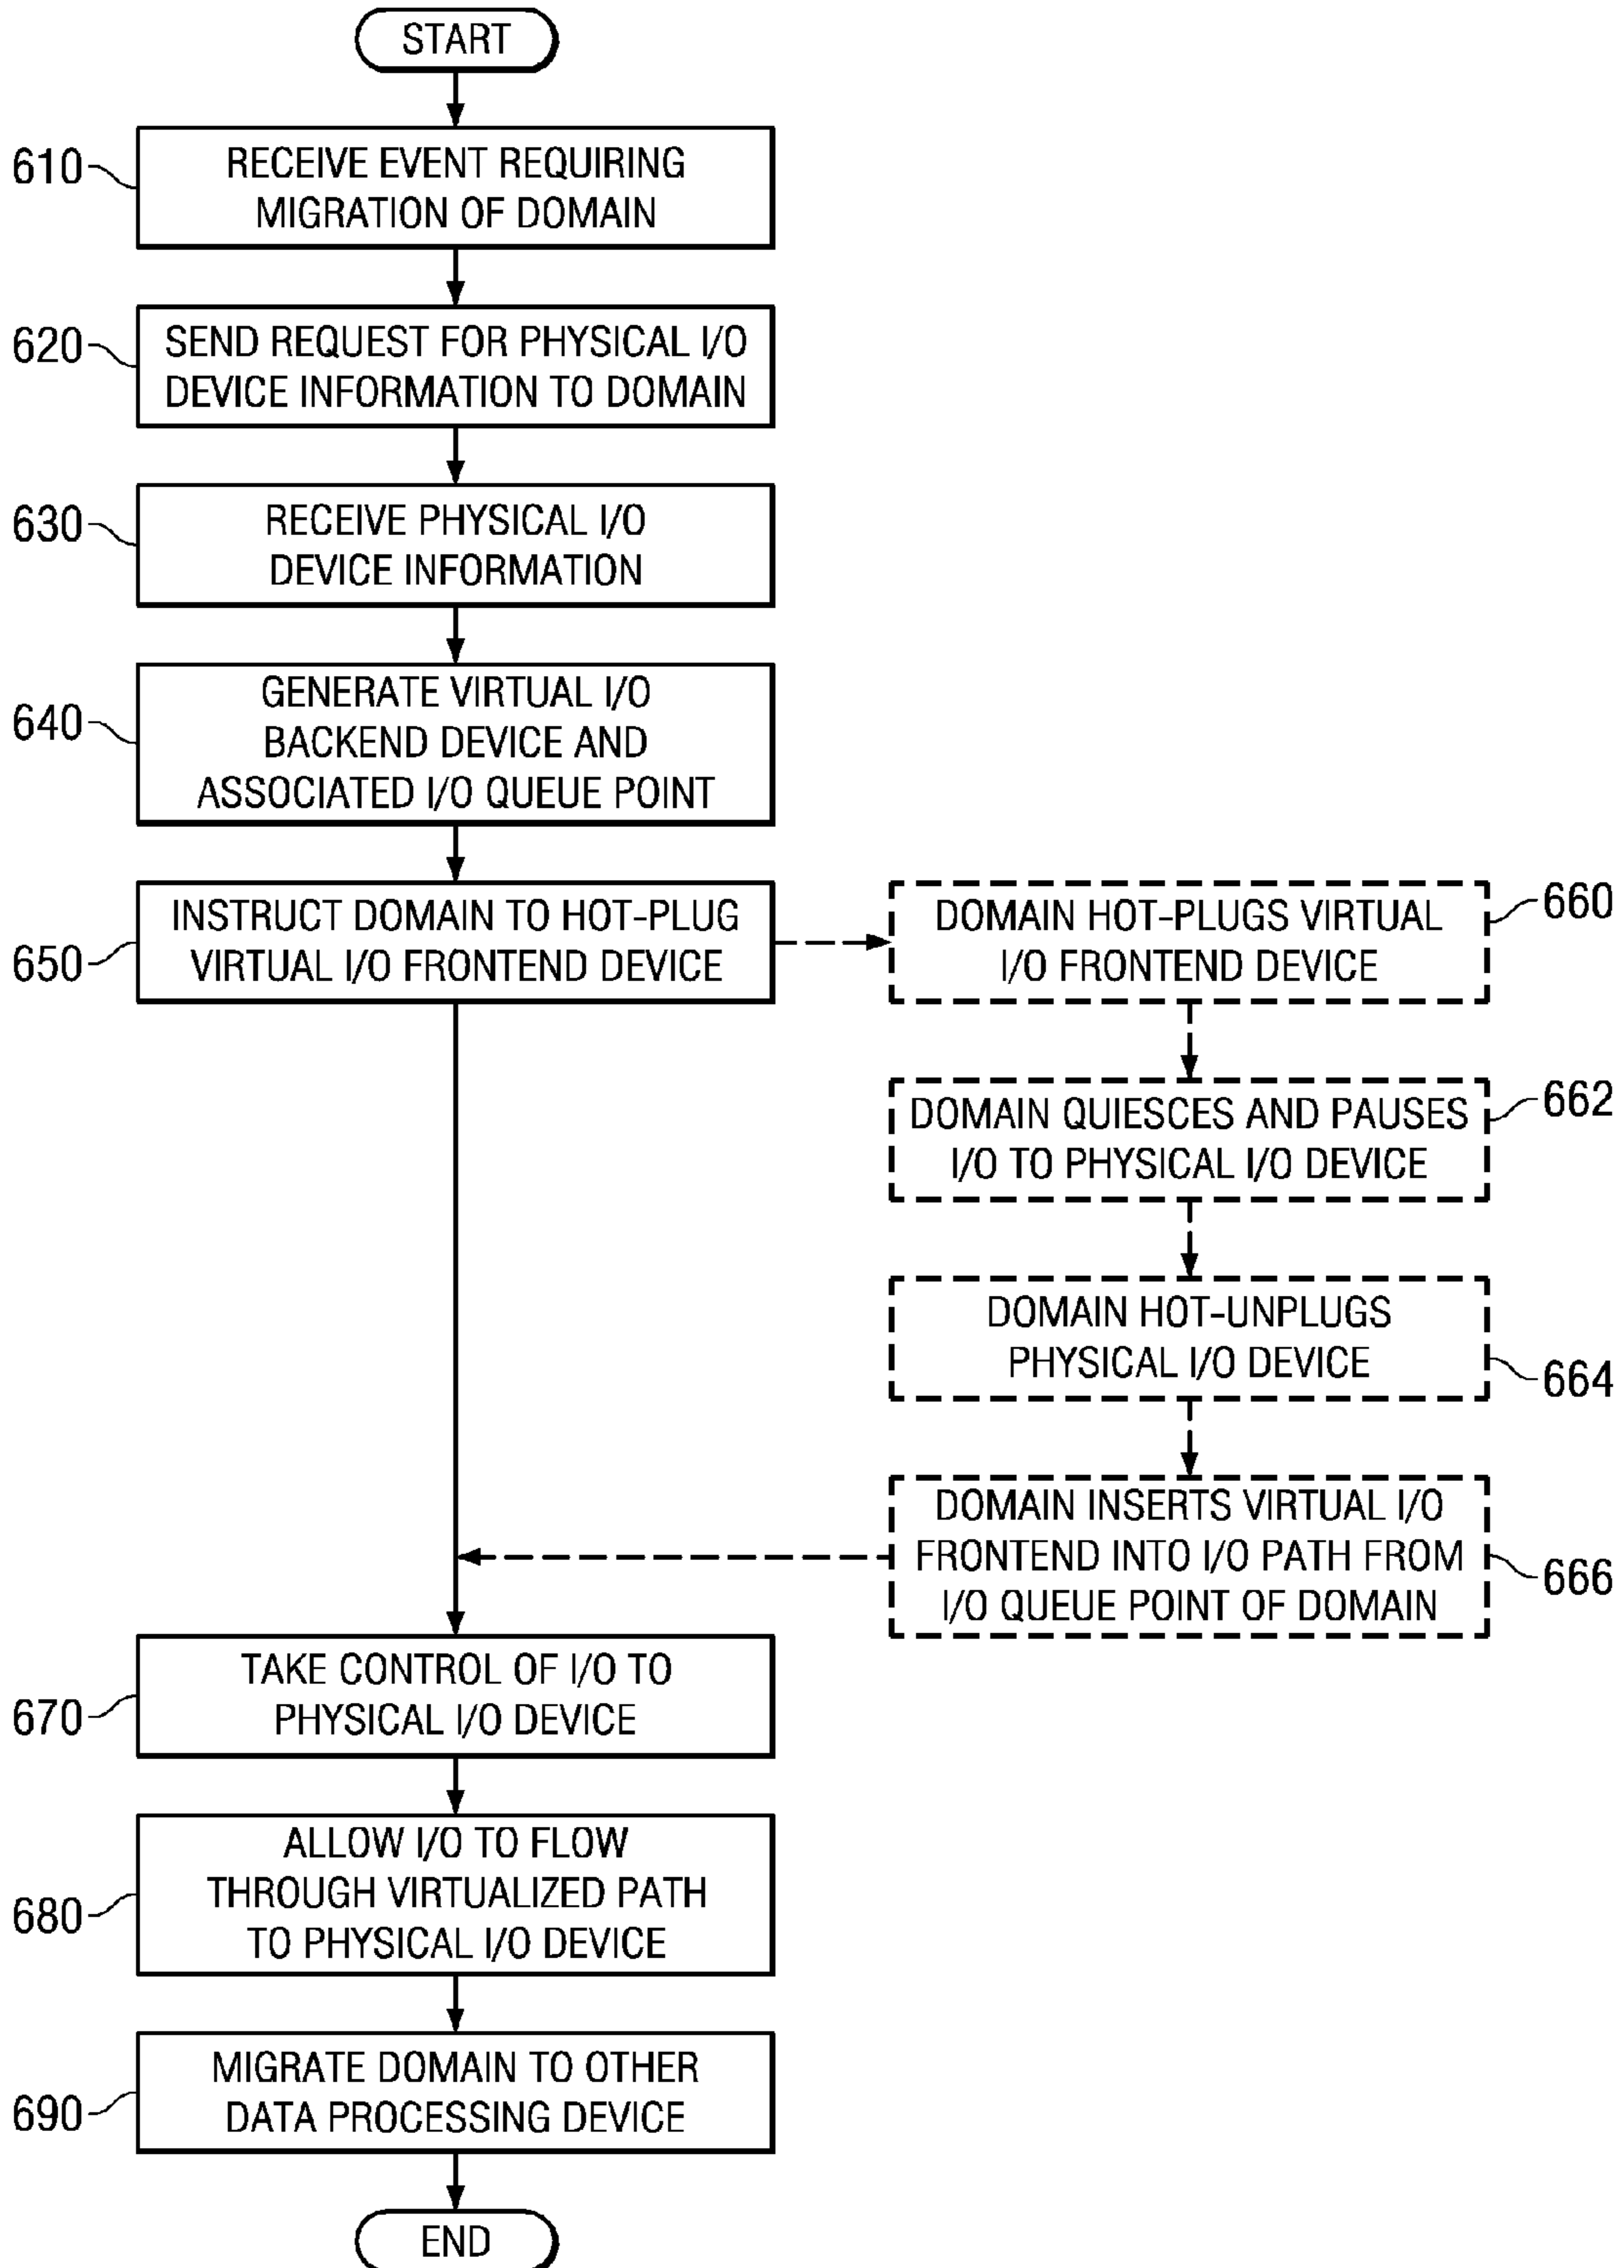 START
610
RECEIVE EVENT REQUIRING
MIGRATION OF DOMAIN
620
SEND REQUEST FOR PHYSICAL I/O
DEVICE INFORMATION TO DOMAIN
630
RECEIVE PHYSICAL I/O
DEVICE INFORMATION
640
GENERATE VIRTUAL I/O
BACKEND DEVICE AND
ASSOCIATED I/O QUEUE POINT
650
INSTRUCT DOMAIN TO HOT-PLUG
VIRTUAL I/O FRONTEND DEVICE
660
DOMAIN HOT-PLUGS VIRTUAL
I/O FRONTEND DEVICE
662
DOMAIN QUIESCES AND PAUSES
I/O TO PHYSICAL I/O DEVICE
664
DOMAIN HOT-UNPLUGS
PHYSICAL I/O DEVICE
666
DOMAIN INSERTS VIRTUAL I/O
FRONTEND INTO I/O PATH FROM
I/O QUEUE POINT OF DOMAIN
670
TAKE CONTROL OF I/O TO
PHYSICAL I/O DEVICE
680
ALLOW I/O TO FLOW
THROUGH VIRTUALIZED PATH
TO PHYSICAL I/O DEVICE
690
MIGRATE DOMAIN TO OTHER
DATA PROCESSING DEVICE
END